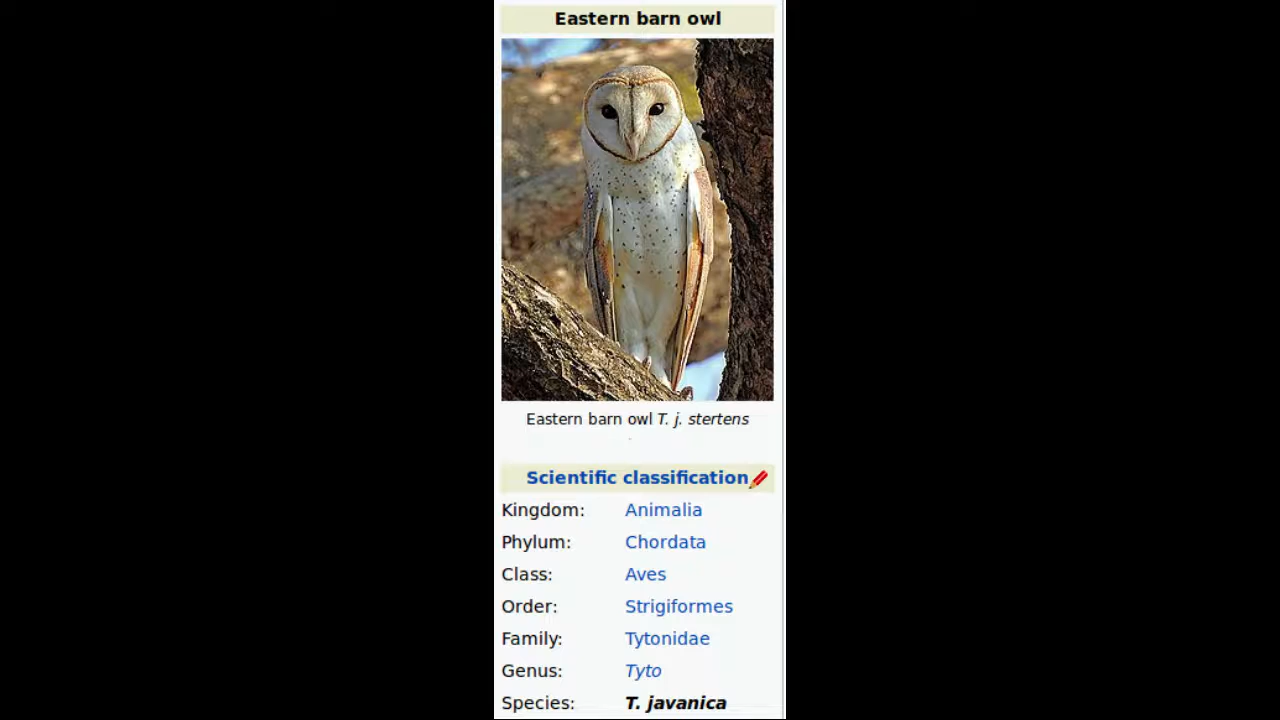 Eastern barn owl
Eastern barn owl T. j. stertens
Scientific classification
Kingdom: Animalia
Phylum: Chordata
Class: Aves
Order: Strigiformes
Family: Tytonidae
Genus: Tyto
Species: T. javanica